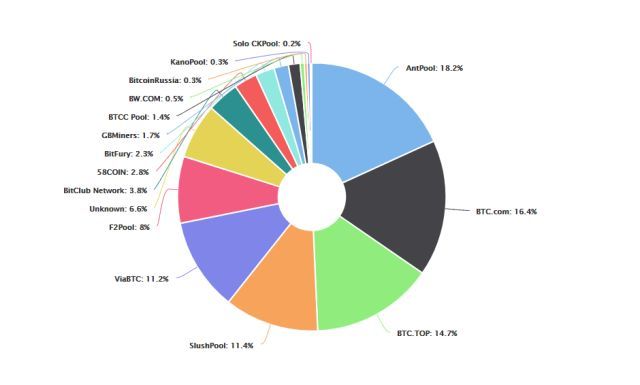 Solo CKPool: 0.2%
KanoPool: 0.3%
BitcoinRussia: 0.3%
BW.COM: 0.5%
BTCC Pool: 1.4%
GBMiners: 1.7%
BitFury: 2.3%
58COIN: 2.8%
BitClub Network: 3.8%
Unknown: 6.6%
F2Pool: 8%
ViaBTC: 11.2%
SlushPool: 11.4%
BTC.TOP: 14.7%
BTC.com: 16.4%
AntPool: 18.2%